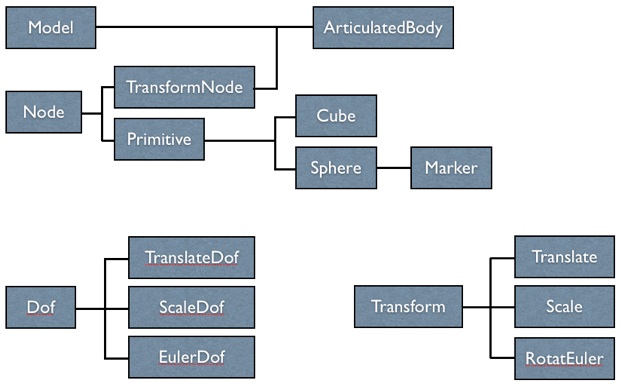 Model
ArticulatedBody
TransformNode
Node
Primitive
Cube
Sphere
Marker
TranslateDof
Dof
ScaleDof
EulerDof
Translate
Transform
Scale
RotatEuler